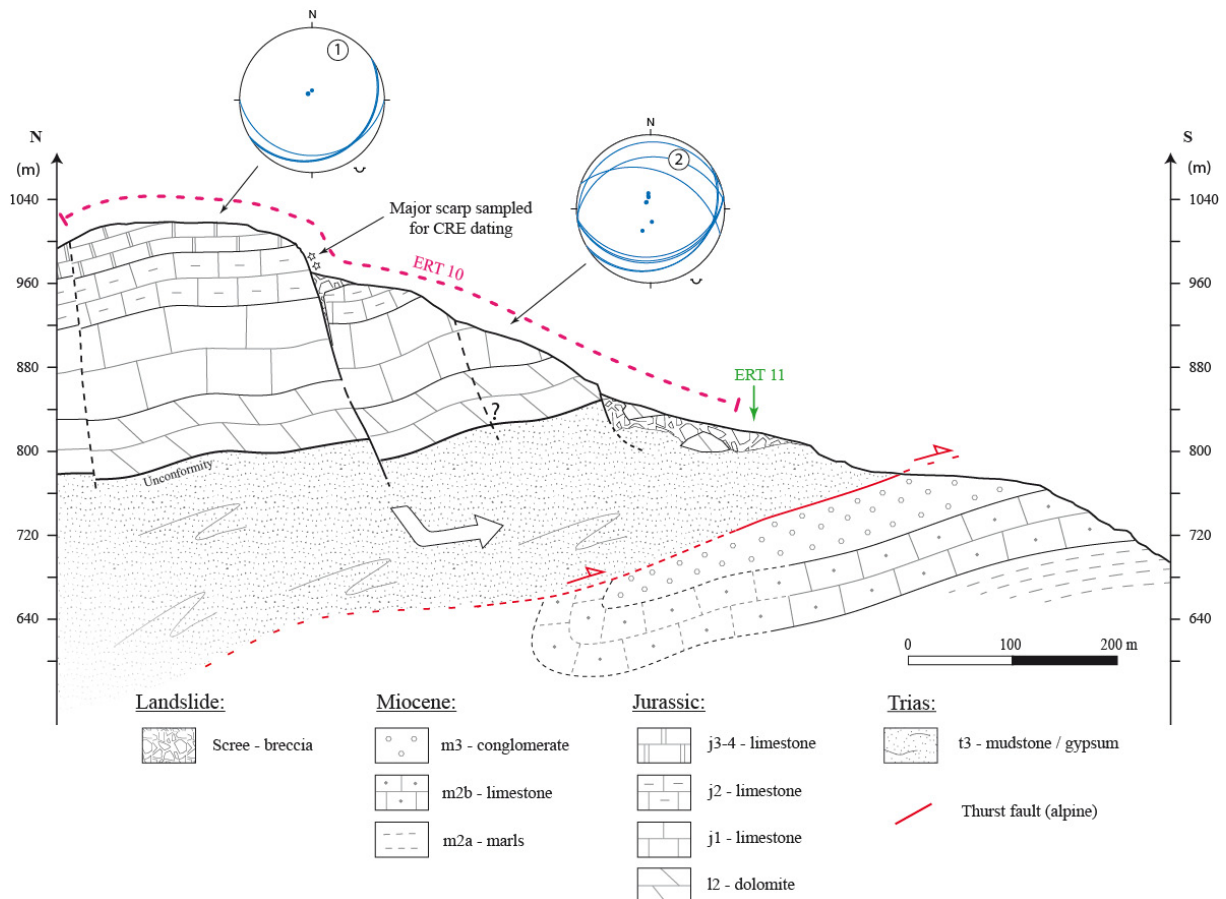 N
1
N
2
N
(m)
1040
960
880
800
720
640
S
(m)
1040
960
880
800
720
640
Major scarp sampled
for CRE dating
ERT 10
ERT 11
?
Unconformity
0 100 200 m
Landslide:
Scree - breccia
Miocene:
m3 - conglomerate
m2b - limestone
m2a - marls
Jurassic:
j3-4 - limestone
j2 - limestone
j1 - limestone
l2 - dolomite
Trias:
t3 - mudstone / gypsum
Thurst fault (alpine)